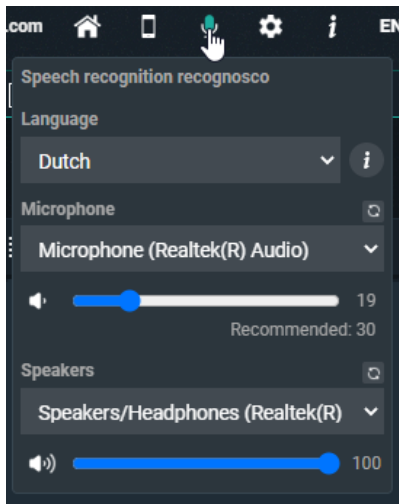 .com i EN
Speech recognition recognosco
Language
Dutch i
Microphone
Microphone (Realtek(R) Audio)
19
Recommended: 30
Speakers
Speakers/Headphones (Realtek(R)
100